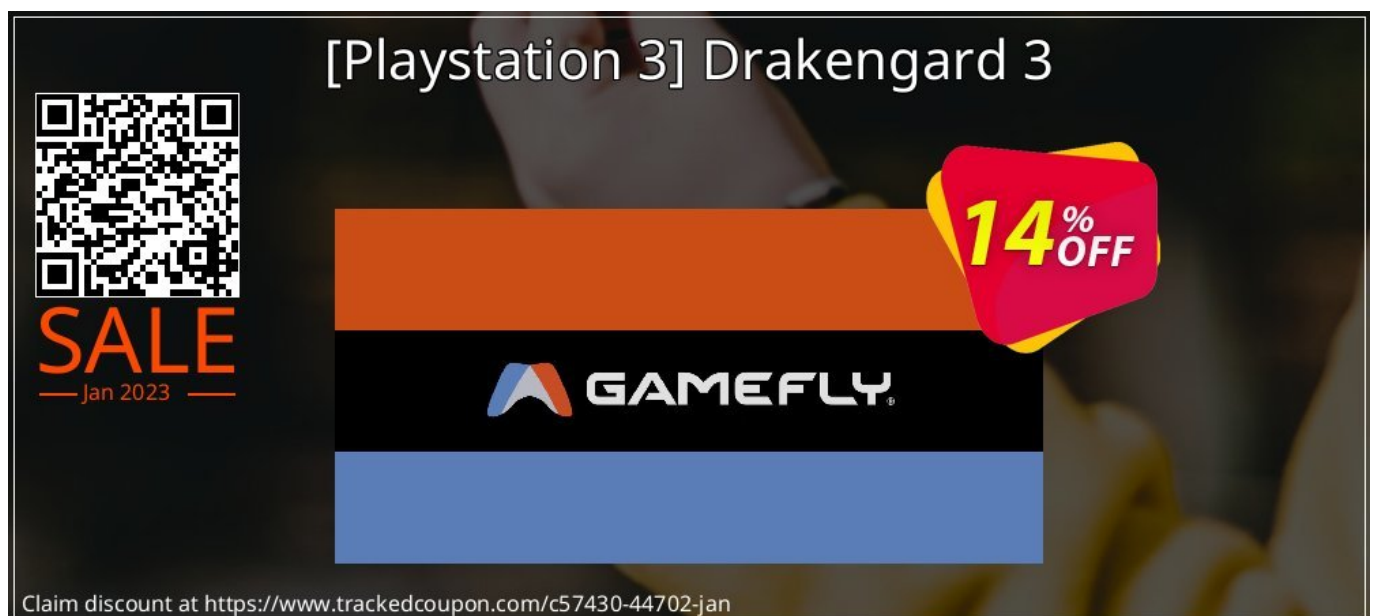 [Playstation 3] Drakengard 3
14% OFF
SALE
Jan 2023
GAMEFLY®
Claim discount at https://www.trackedcoupon.com/c57430-44702-jan